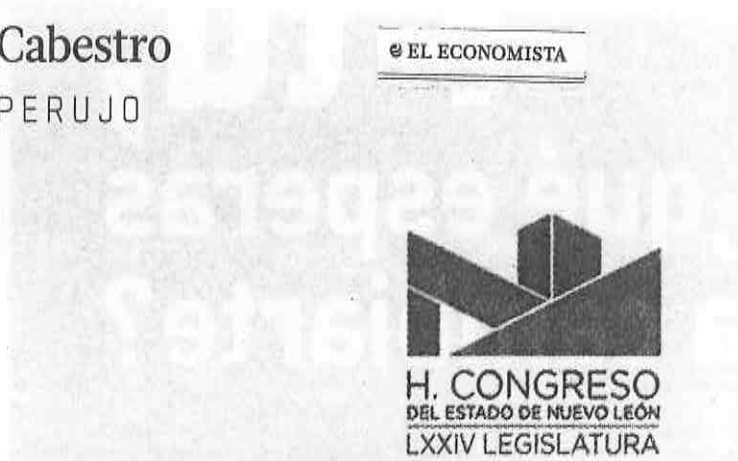 Cabestro
PERUJO
EL ECONOMISTA
H. CONGRESO
DEL ESTADO DE NUEVO LEÓN
LXXIV LEGISLATURA